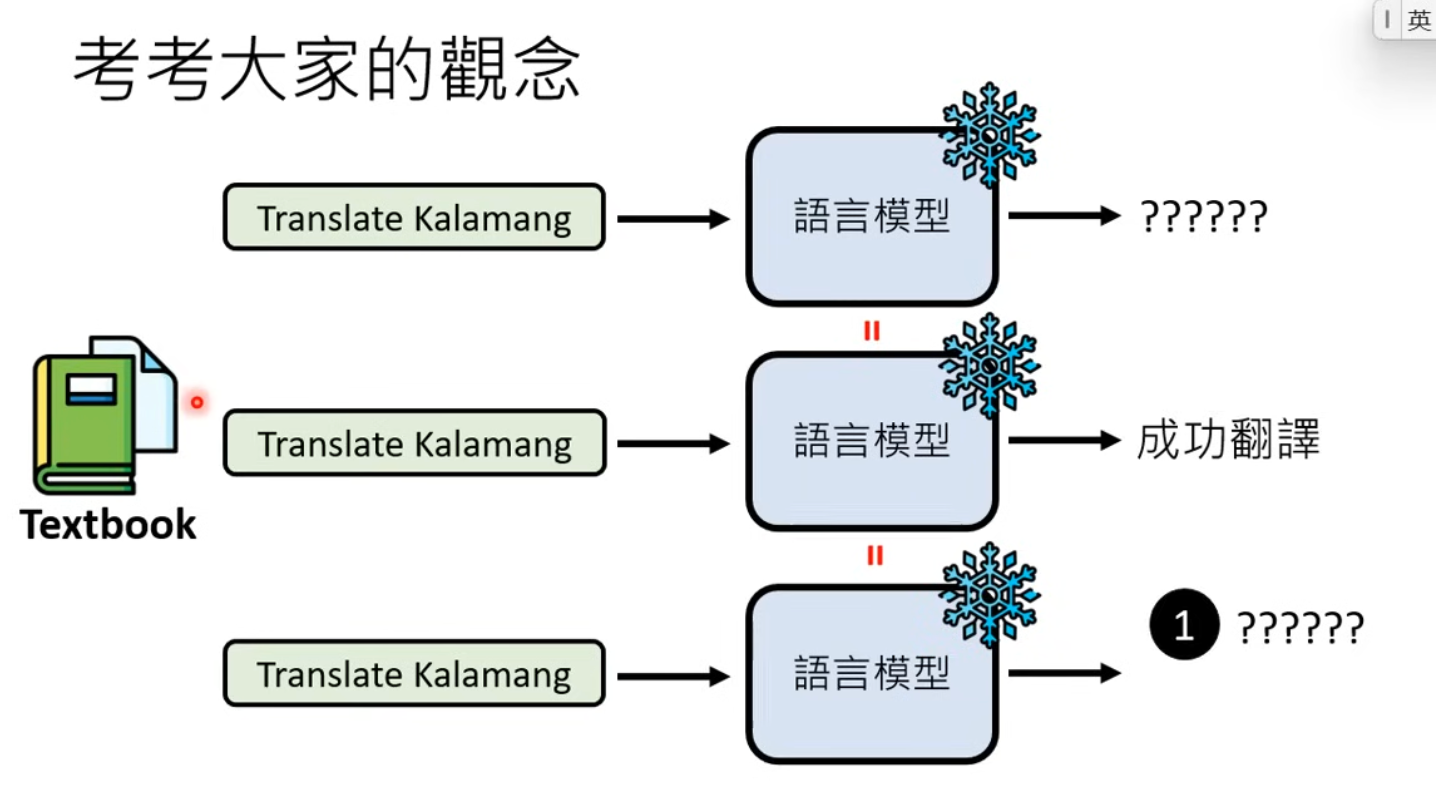 英
考考大家的觀念
Translate Kalamang
語言模型
??????
Translate Kalamang
語言模型
成功翻譯
Textbook
Translate Kalamang
語言模型
1 ??????